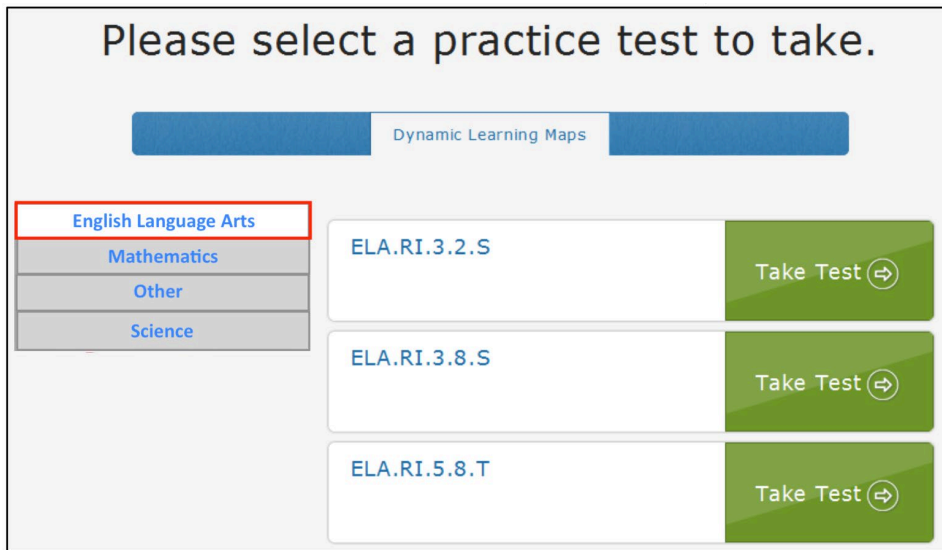 Please select a practice test to take.
Dynamic Learning Maps
English Language Arts
Mathematics
Other
Science
ELA.RI.3.2.S
Take Test
ELA.RI.3.8.S
Take Test
ELA.RI.5.8.T
Take Test